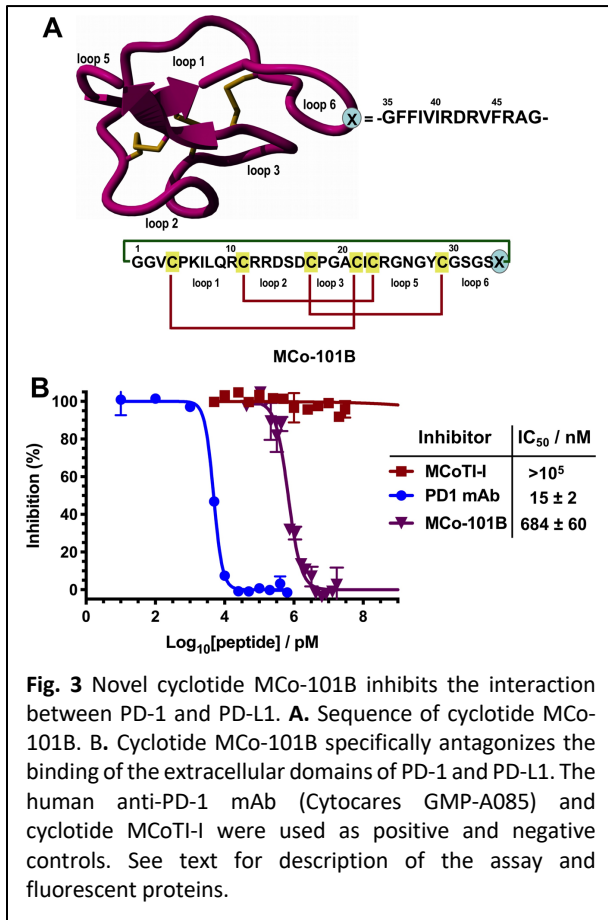 A
loop 1
loop 5
loop 6
X = -GFFIVIRDRVFRAG-
35 40 45
loop 3
loop 2
1 10 20 30
GGVCPKILQRCRRDSDCPGACICRGNGYCGSGSX
loop 1 loop 2 loop 3 loop 5 loop 6
MCo-101B
B
Inhibition (%)
100
80
60
40
20
0
0 2 4 6 8
Log10[peptide] / pM
MCoTI-I
PD1 mAb
MCo-101B
Inhibitor IC50 / nM
MCoTI-I >10⁵
PD1 mAb 15 ± 2
MCo-101B 684 ± 60
Fig. 3 Novel cyclotide MCo-101B inhibits the interaction
between PD-1 and PD-L1. A. Sequence of cyclotide MCo-
101B. B. Cyclotide MCo-101B specifically antagonizes the
binding of the extracellular domains of PD-1 and PD-L1. The
human anti-PD-1 mAb (Cytocares GMP-A085) and
cyclotide MCoTI-I were used as positive and negative
controls. See text for description of the assay and
fluorescent proteins.